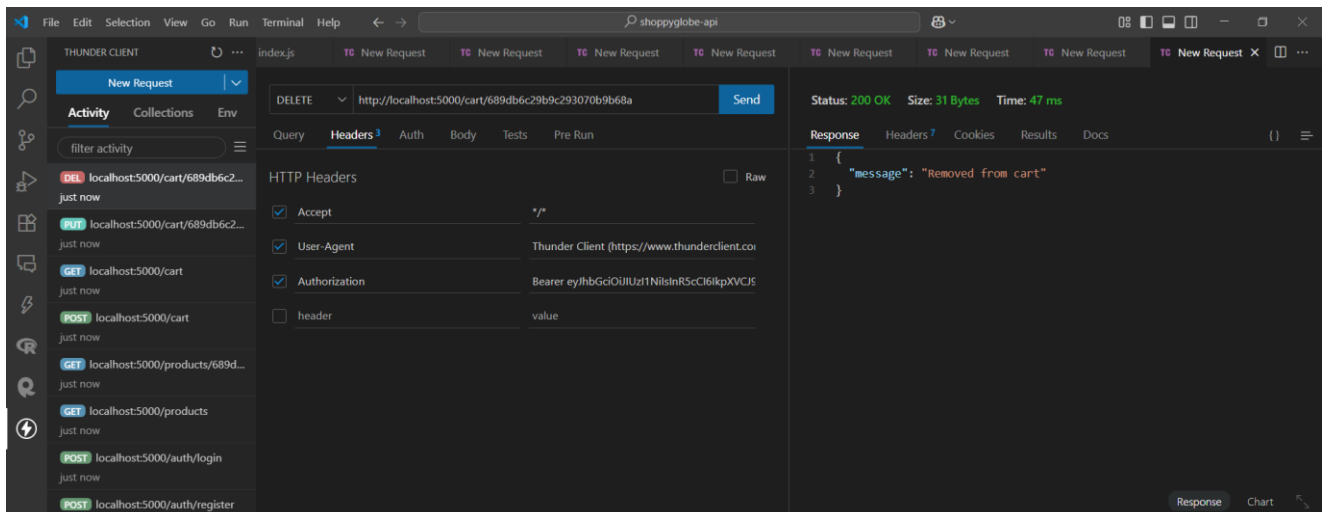 File Edit Selection View Go Run Terminal Help
shoppyglobe-api
THUNDER CLIENT
index.js
TC New Request
TC New Request
TC New Request
TC New Request
TC New Request
TC New Request
TC New Request
TC New Request
New Request
Activity Collections Env
filter activity
DEL localhost:5000/cart/689db6c2...
just now
PUT localhost:5000/cart/689db6c2...
just now
GET localhost:5000/cart
just now
POST localhost:5000/cart
just now
GET localhost:5000/products/689d...
just now
GET localhost:5000/products
just now
POST localhost:5000/auth/login
just now
POST localhost:5000/auth/register
DELETE http://localhost:5000/cart/689db6c29b9c293070b9b68a Send
Query Headers 3 Auth Body Tests Pre Run
HTTP Headers Raw
Accept */*
User-Agent Thunder Client (https://www.thunderclient.co
Authorization
Bearer
header value
Status: 200 OK Size: 31 Bytes Time: 47 ms
Response Headers 7 Cookies Results Docs {}
1 {
2 "message": "Removed from cart"
3 }
Response Chart